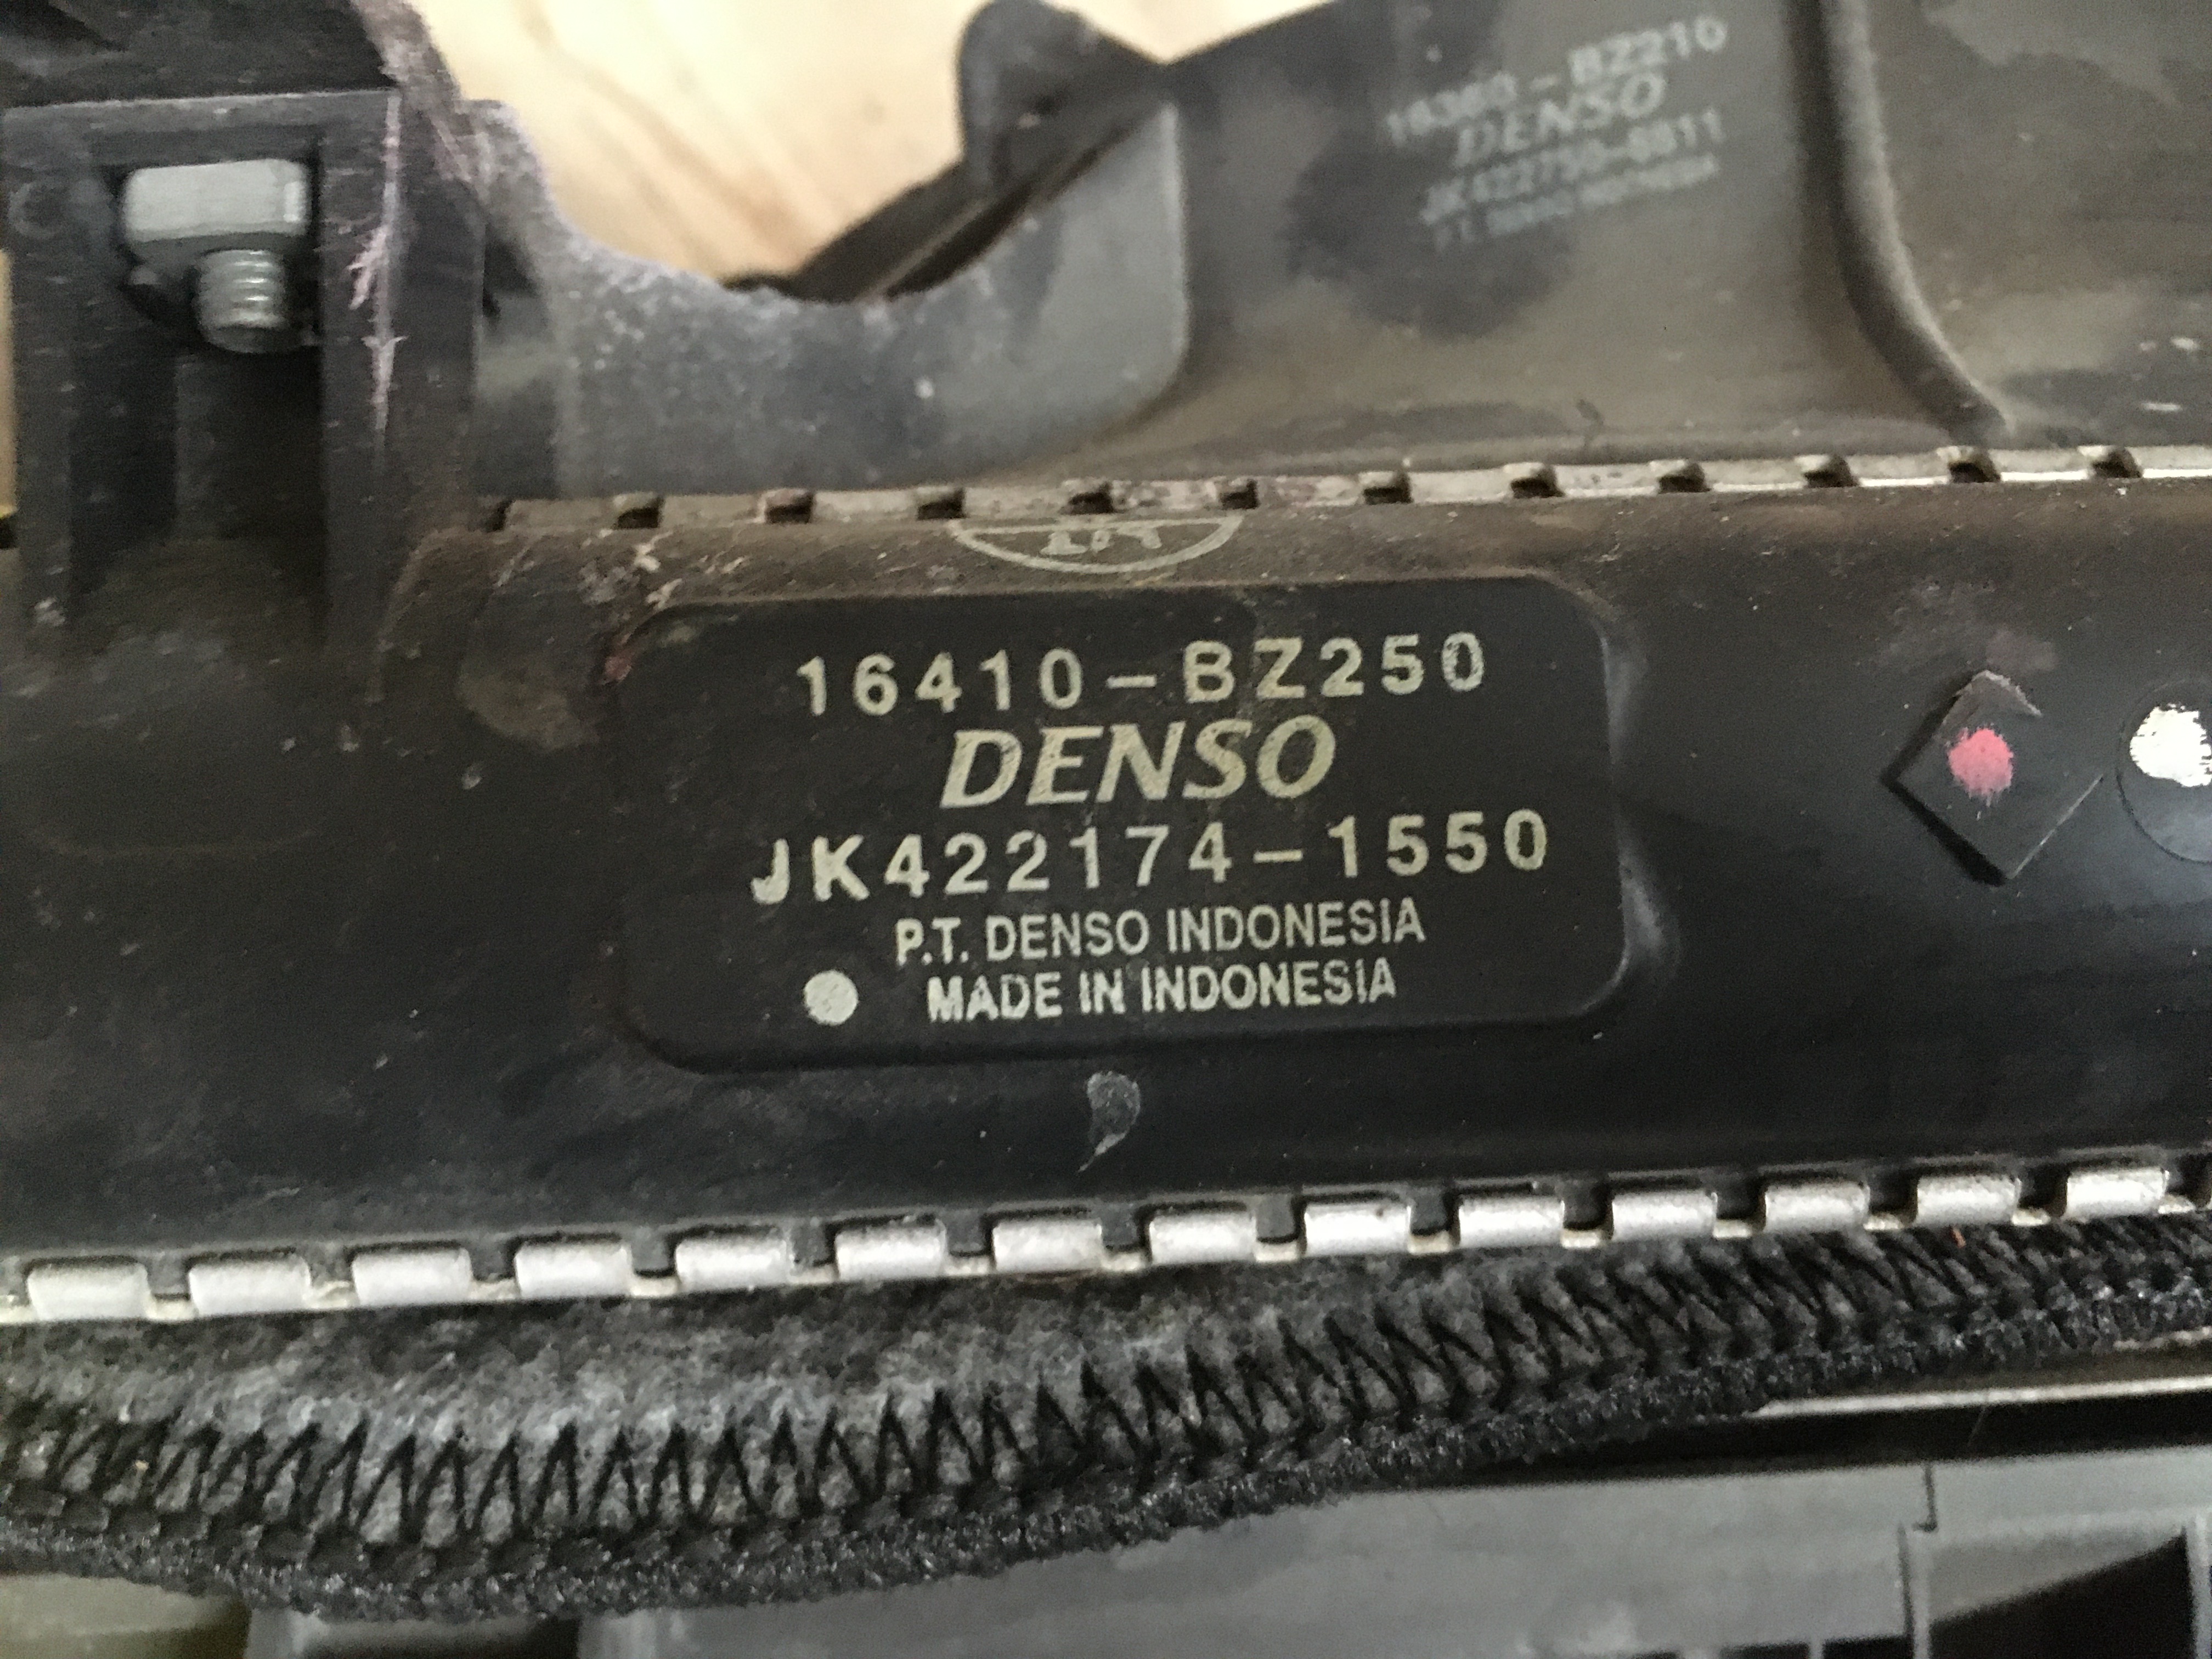 DENSO
16410-BZ250
DENSO
JK422174-1550
P.T. DENSO INDONESIA
MADE IN INDONESIA